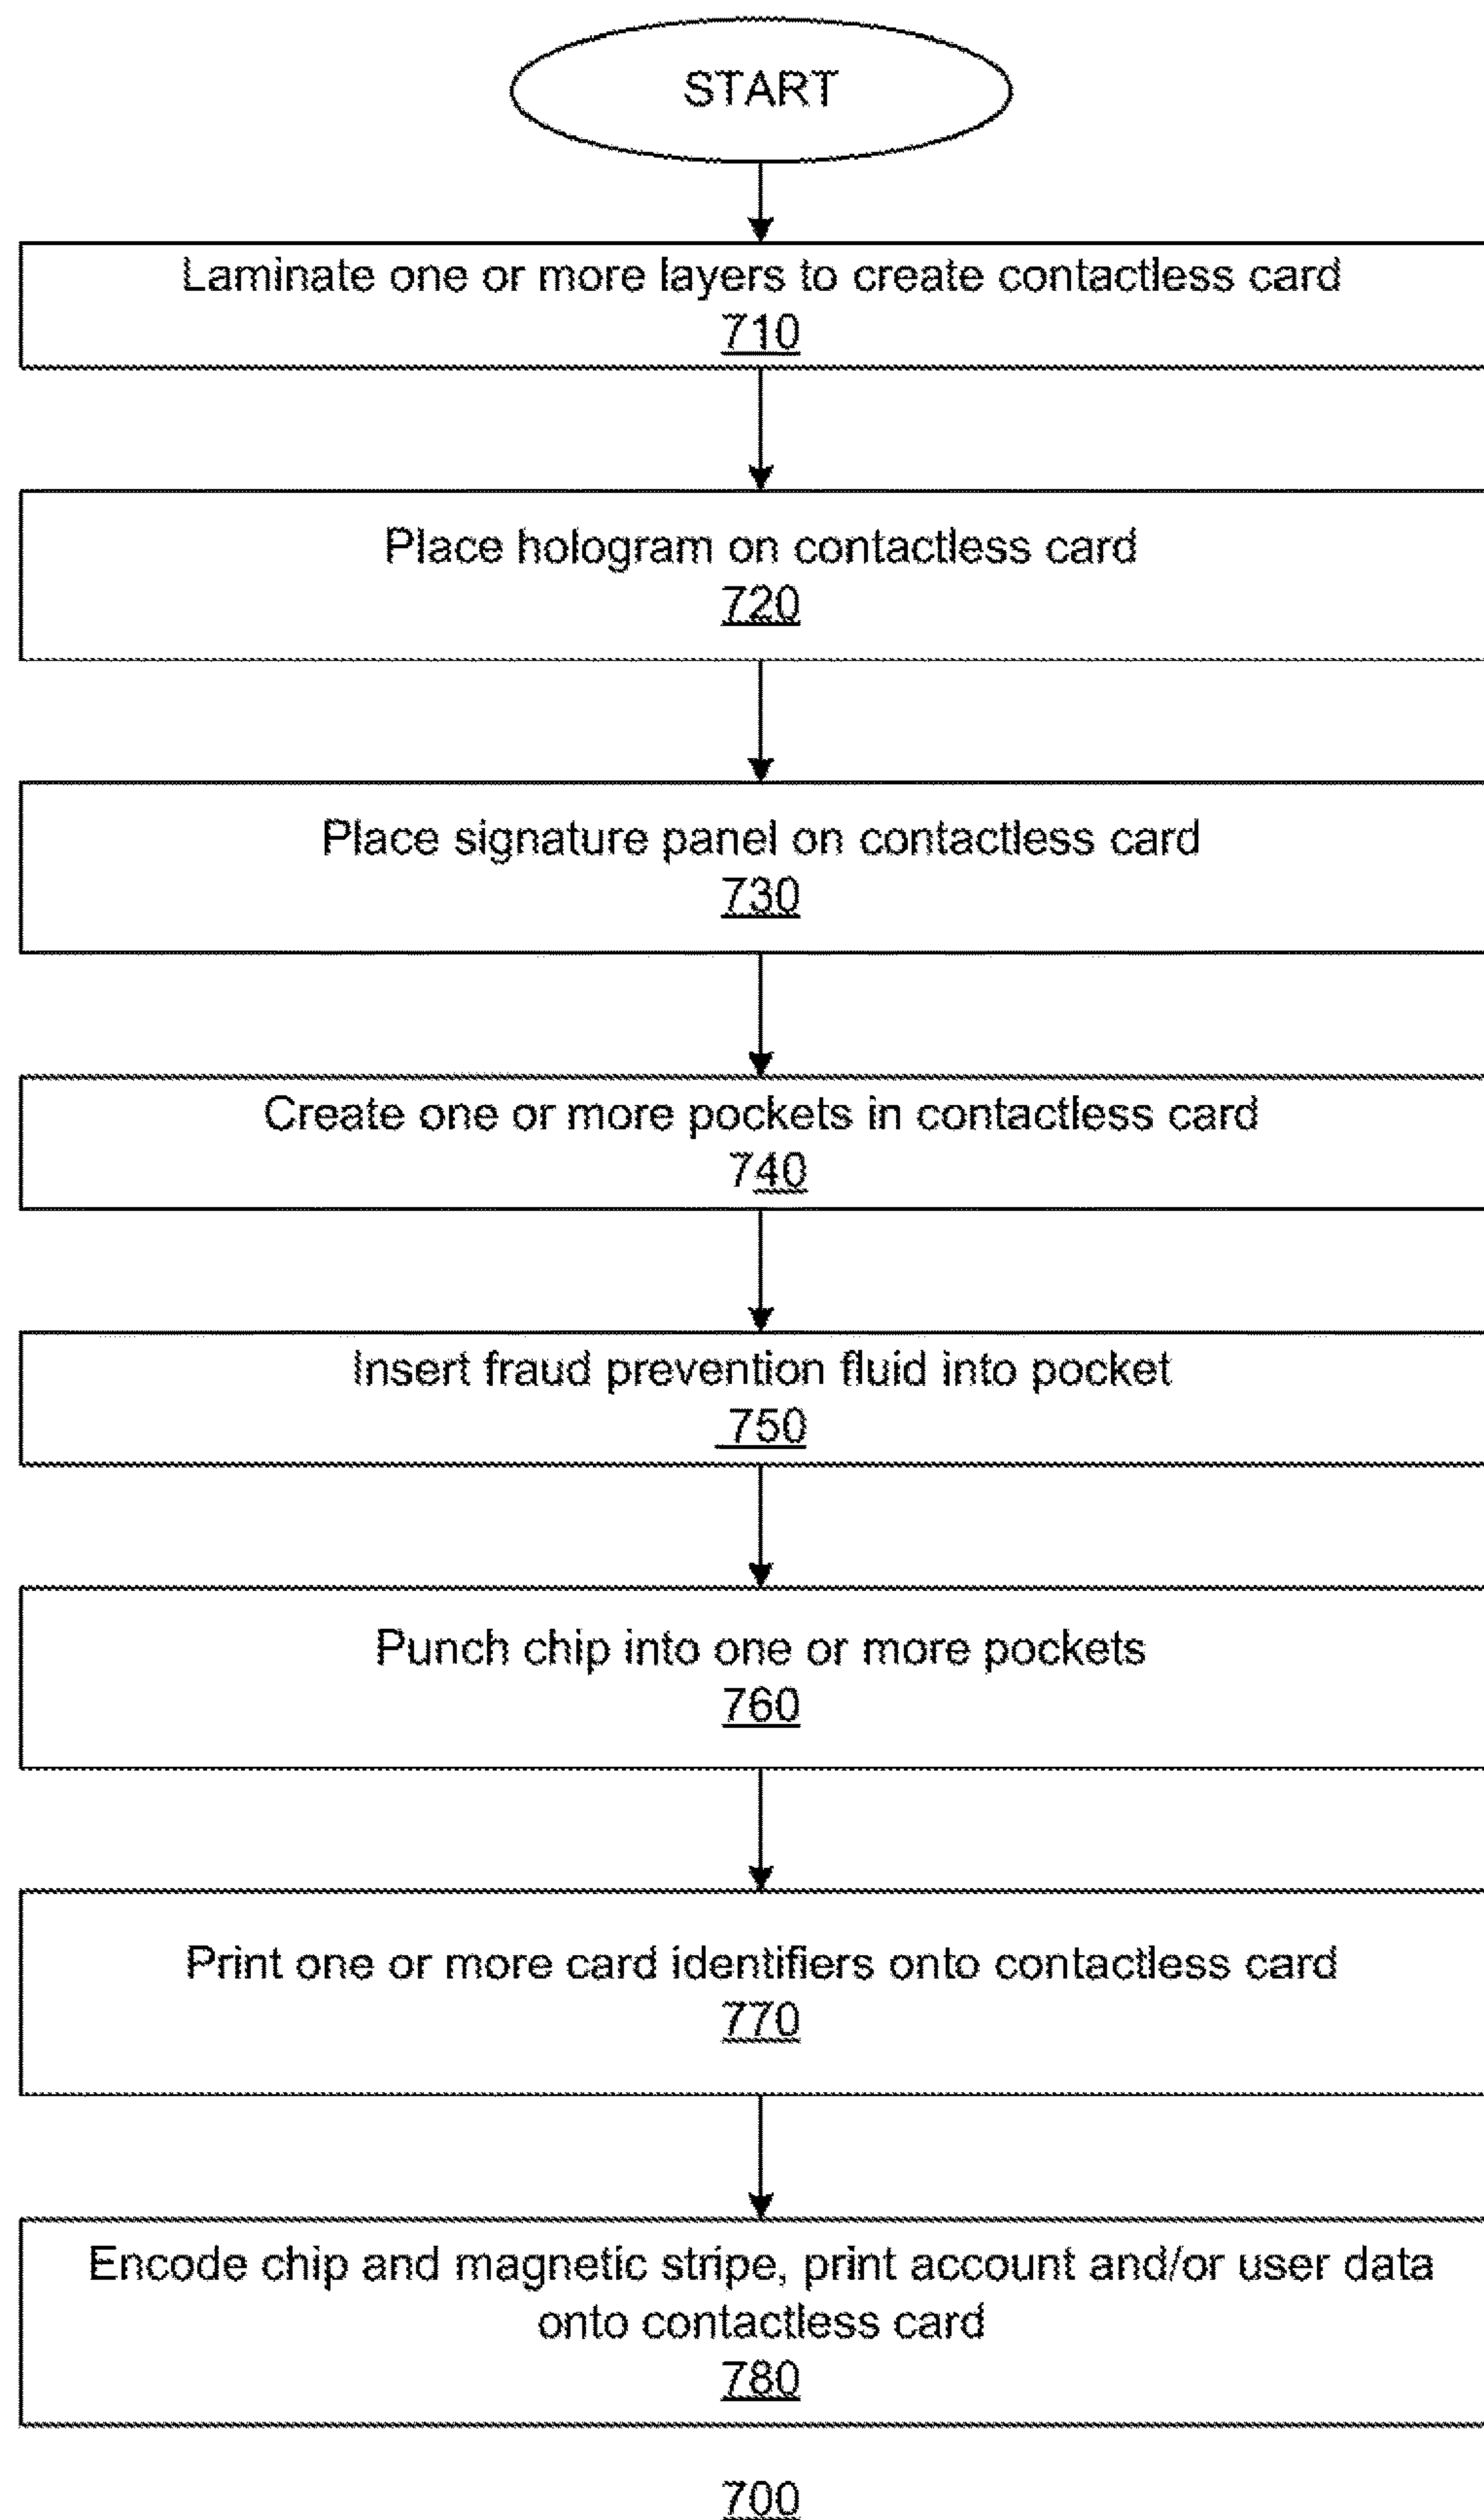 START
Laminate one or more layers to create contactless card
710
Place hologram on contactless card
720
Place signature panel on contactless card
730
Create one or more pockets in contactless card
740
Insert fraud prevention fluid into pocket
750
Punch chip into one or more pockets
760
Print one or more card identifiers onto contactless card
770
Encode chip and magnetic stripe, print account and/or user data
onto contactless card
780
700